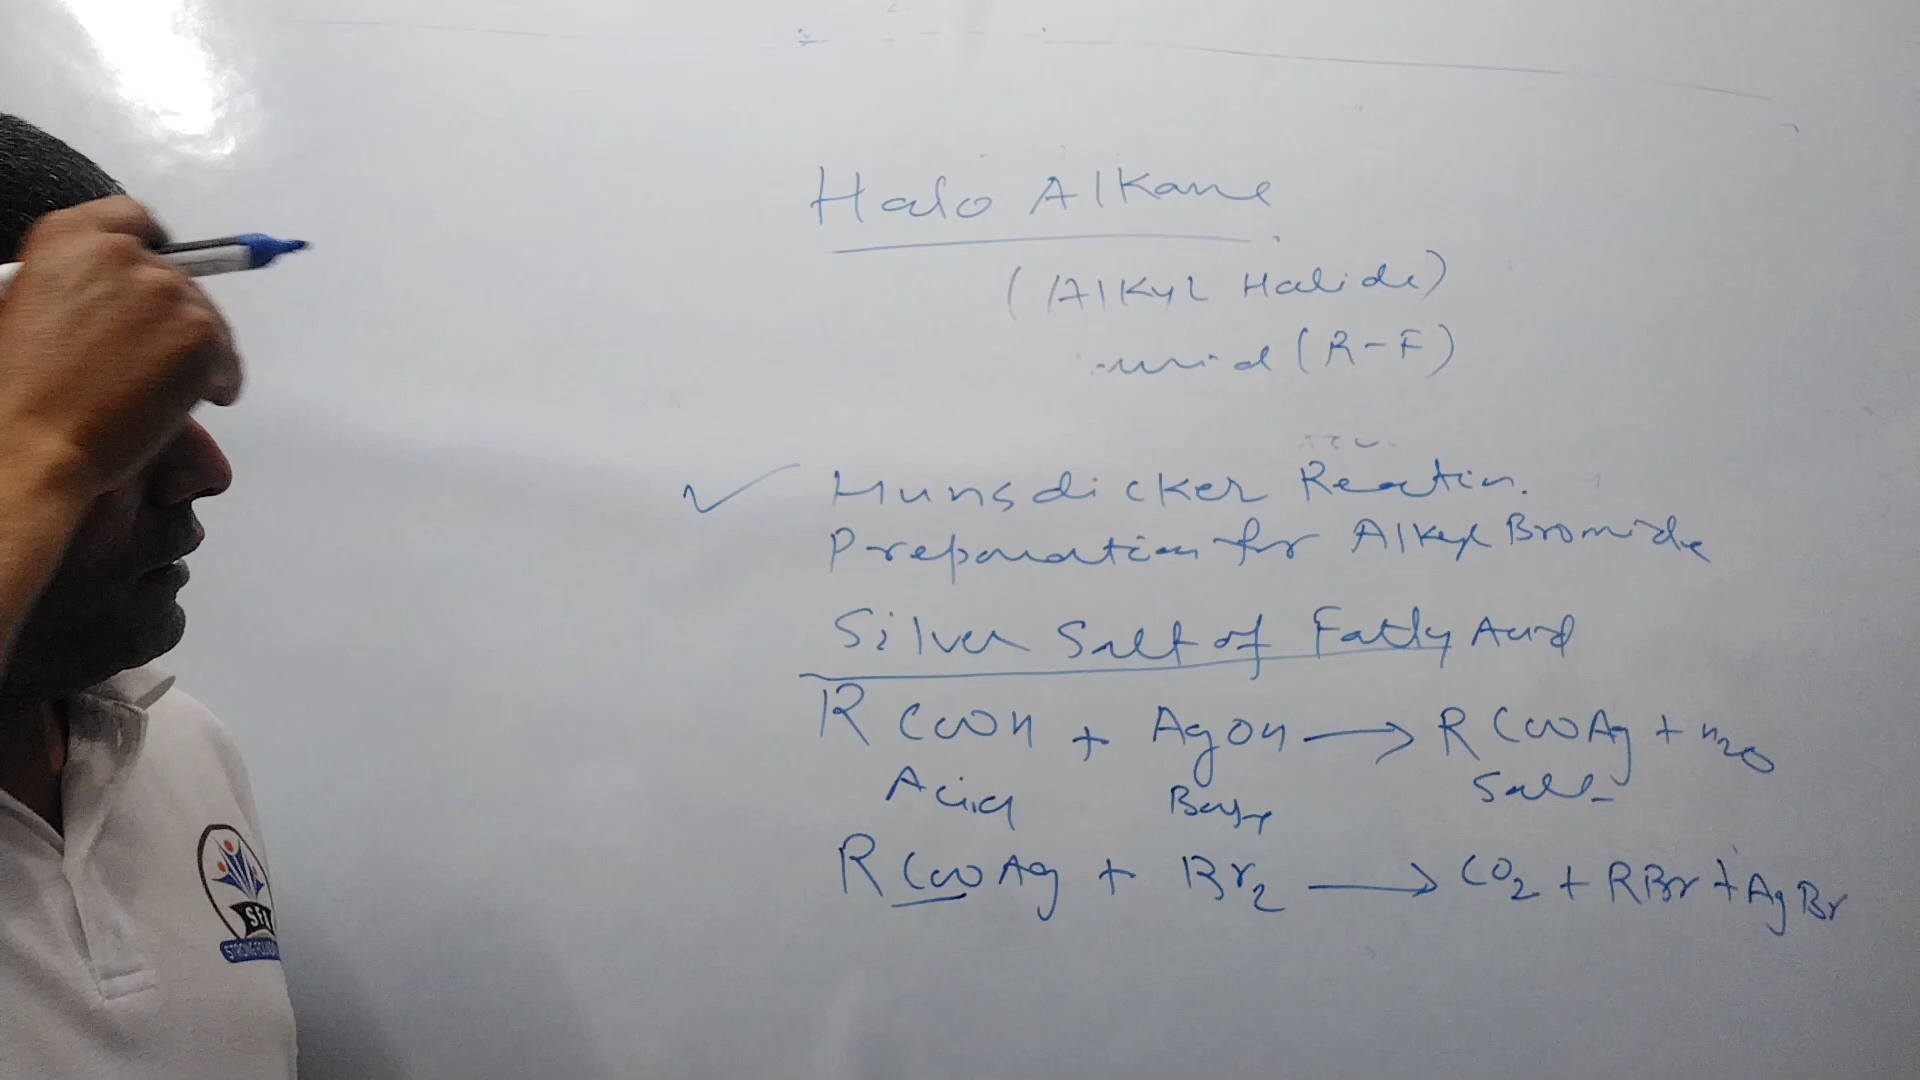 Halo Alkane
(Alkyl Halide)
(R-F)
✓ Hunsdicker Reaction.
Preparation for Alkyl Bromide
Silver Salt of Fatly Acid
RCOOH + AgOH → RCOOAg + H2O
Acid Base Salt
RCOOAg + Br2 → CO2 + RBr + AgBr